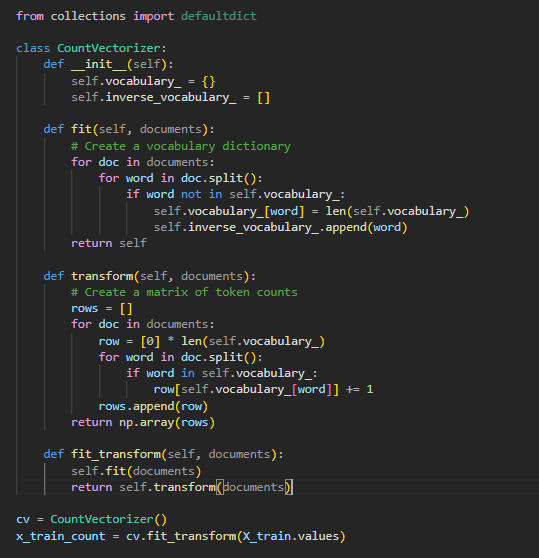 from collections import defaultdict
class CountVectorizer:
    def __init__(self):
        self.vocabulary_ = {}
        self.inverse_vocabulary_ = []
    def fit(self, documents):
        # Create a vocabulary dictionary
        for doc in documents:
            for word in doc.split():
                if word not in self.vocabulary_:
                    self.vocabulary_[word] = len(self.vocabulary_)
                    self.inverse_vocabulary_.append(word)
        return self
    def transform(self, documents):
        # Create a matrix of token counts
        rows = []
        for doc in documents:
            row = [0] * len(self.vocabulary_)
            for word in doc.split():
                if word in self.vocabulary_:
                    row[self.vocabulary_[word]] += 1
            rows.append(row)
        return np.array(rows)
    def fit_transform(self, documents):
        self.fit(documents)
        return self.transform(documents)
cv = CountVectorizer()
x_train_count = cv.fit_transform(X_train.values)